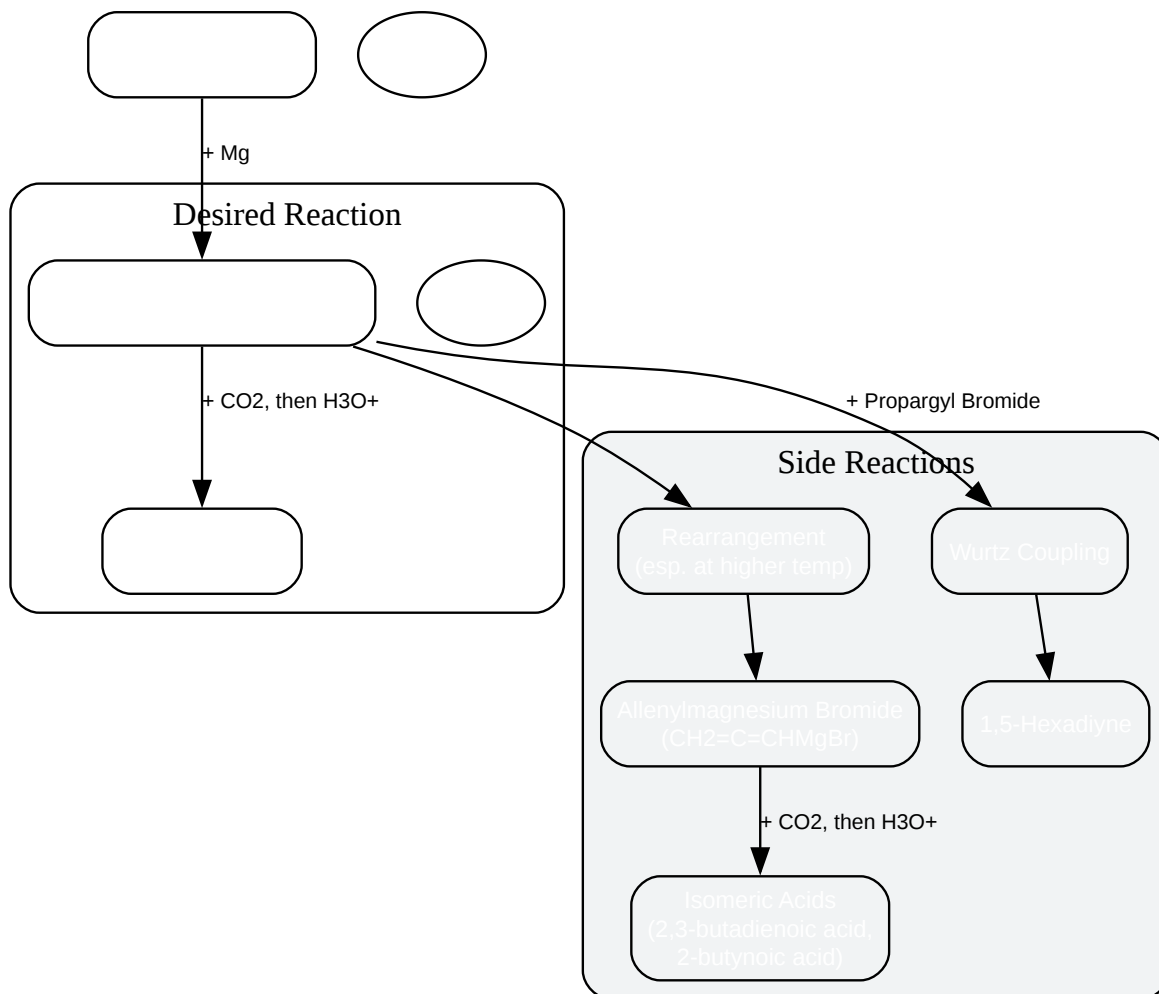 + Mg
Desired Reaction
+ CO2, then H3O+
+ Propargyl Bromide
Side Reactions
Rearrangement
(esp. at higher temp)
Wurtz Coupling
Allenylmagnesium Bromide
(CH2=C=CHMgBr)
1,5-Hexadiyne
+ CO2, then H3O+
Isomeric Acids
(2,3-butadienoic acid,
2-butynoic acid)